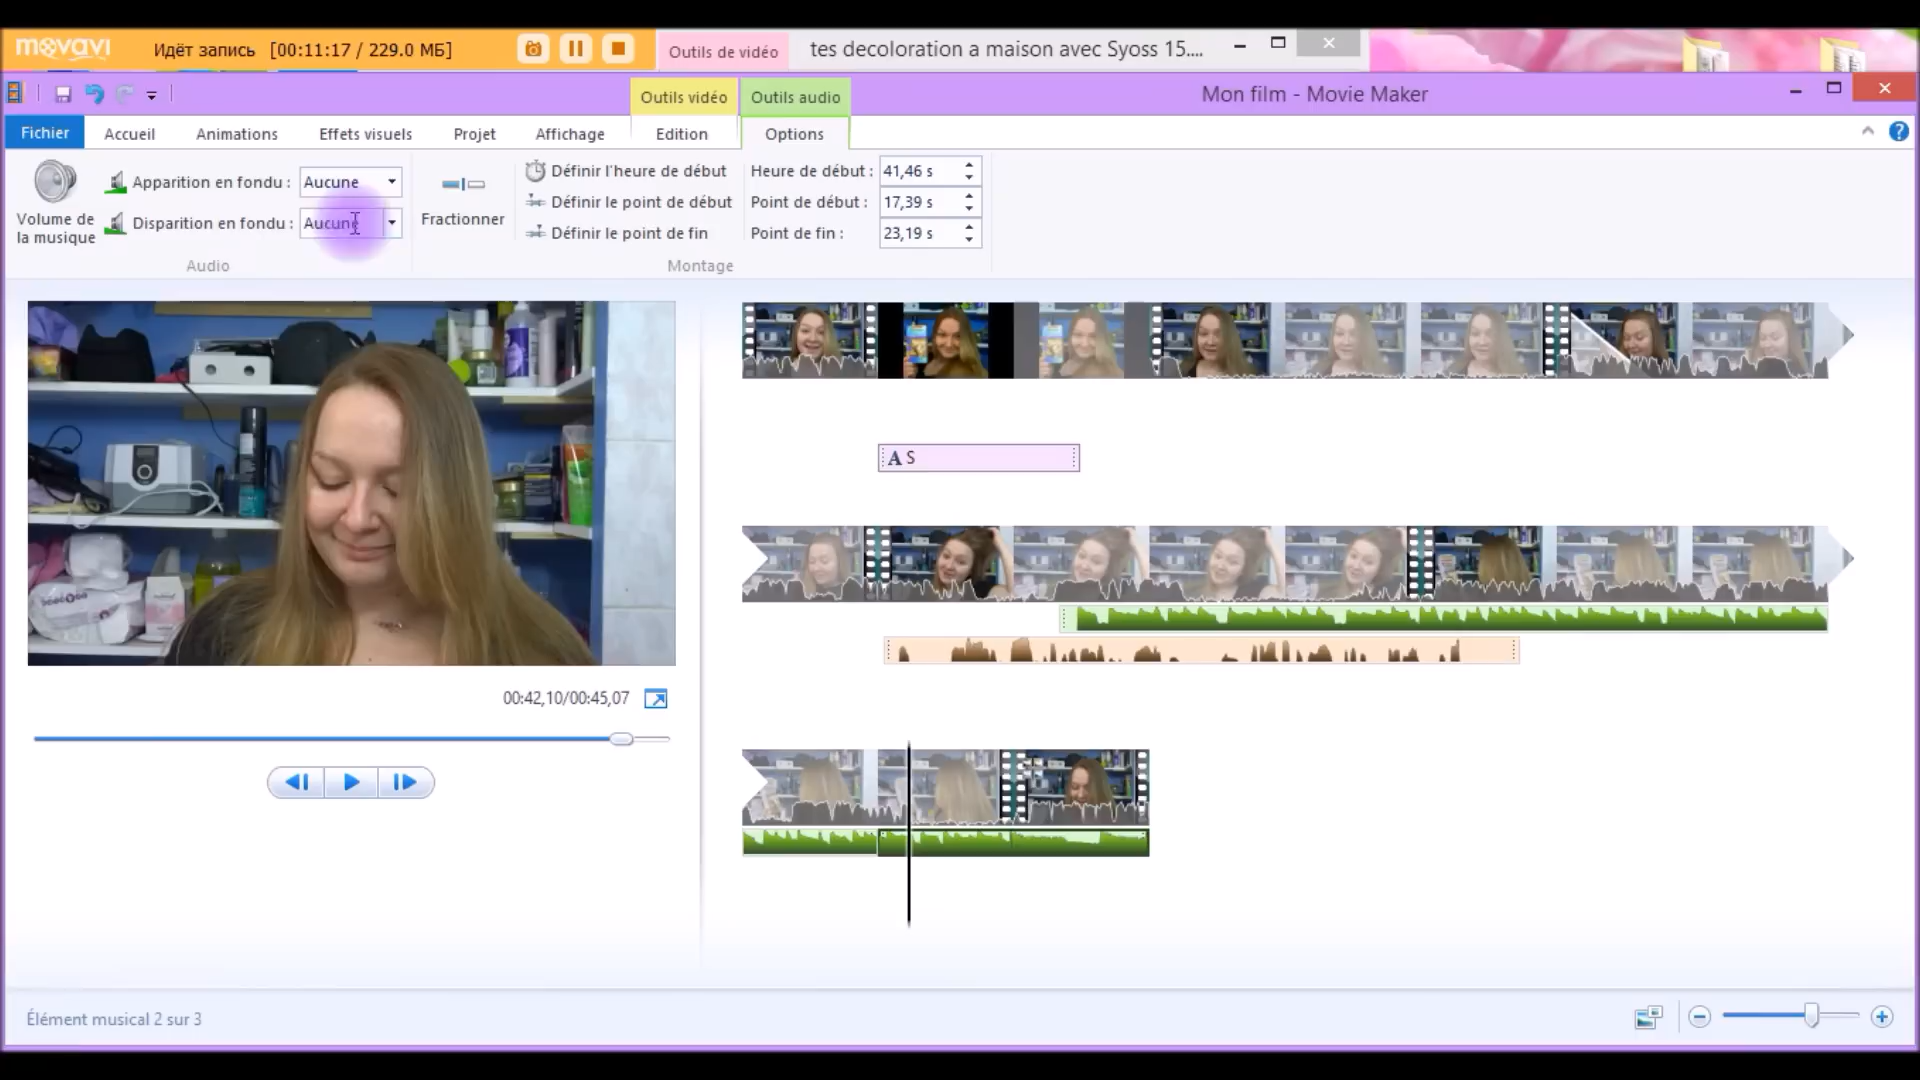 movavi
Идёт запись [00:11:17 / 229.0 МБ]
Outils de vidéo
tes decoloration a maison avec Syoss 15....
Outils vidéo
Outils audio
Mon film - Movie Maker
Fichier
Accueil
Animations
Effets visuels
Projet
Affichage
Edition
Options
Volume de
la musique
Apparition en fondu : Aucune
Disparition en fondu : Aucune
Audio
Fractionner
Définir l'heure de début
Définir le point de début
Définir le point de fin
Heure de début : 41,46 s
Point de début : 17,39 s
Point de fin : 23,19 s
Montage
A S
00:42,10/00:45,07
Élément musical 2 sur 3